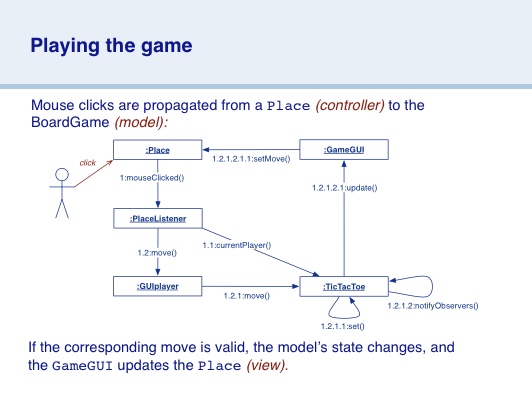 Playing the game
Mouse clicks are propagated from a Place (controller) to the
BoardGame (model):
click
:Place
:GameGUI
1.2.1.2.1.1:setMove()
1:mouseClicked()
1.2.1.2.1:update()
:PlaceListener
1.1:currentPlayer()
1.2:move()
:GUIplayer
:TicTacToe
1.2.1:move()
1.2.1.2:notifyObservers()
1.2.1.1:set()
If the corresponding move is valid, the model's state changes, and
the GameGUI updates the Place (view).